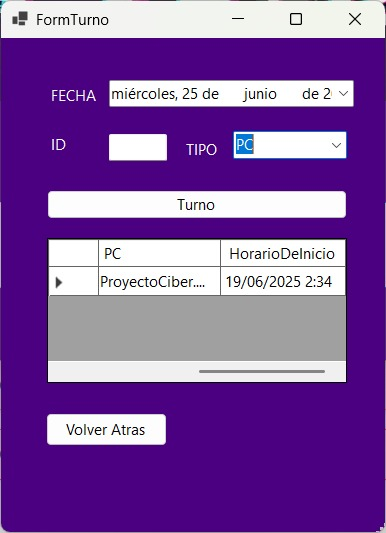 FormTurno
FECHA miércoles, 25 de junio de 2
ID TIPO PC
Turno
PC HorarioDeInicio
ProyectoCiber.... 19/06/2025 2:34
Volver Atras